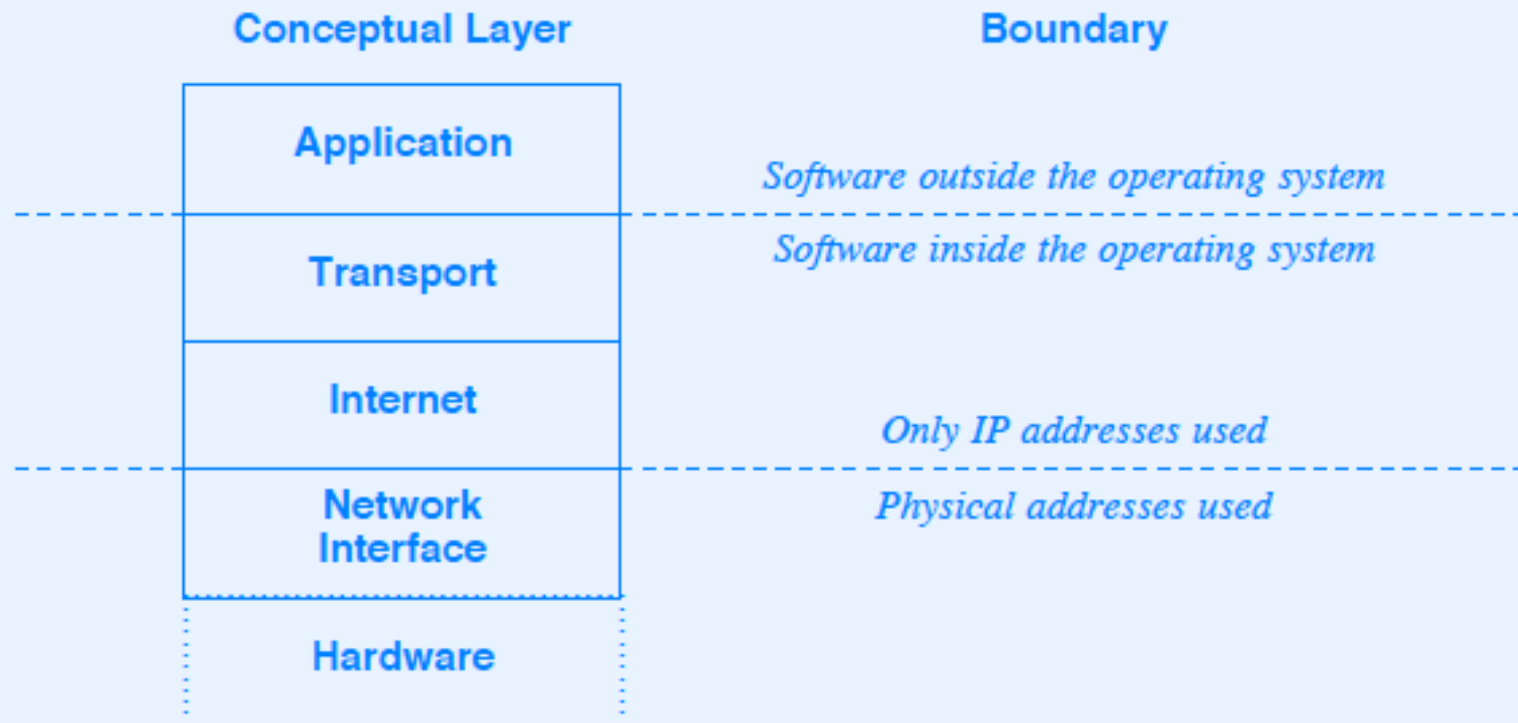 Conceptual Layer
Boundary
Application
Software outside the operating system
Software inside the operating system
Transport
Internet
Only IP addresses used
Physical addresses used
Network
Interface
Hardware